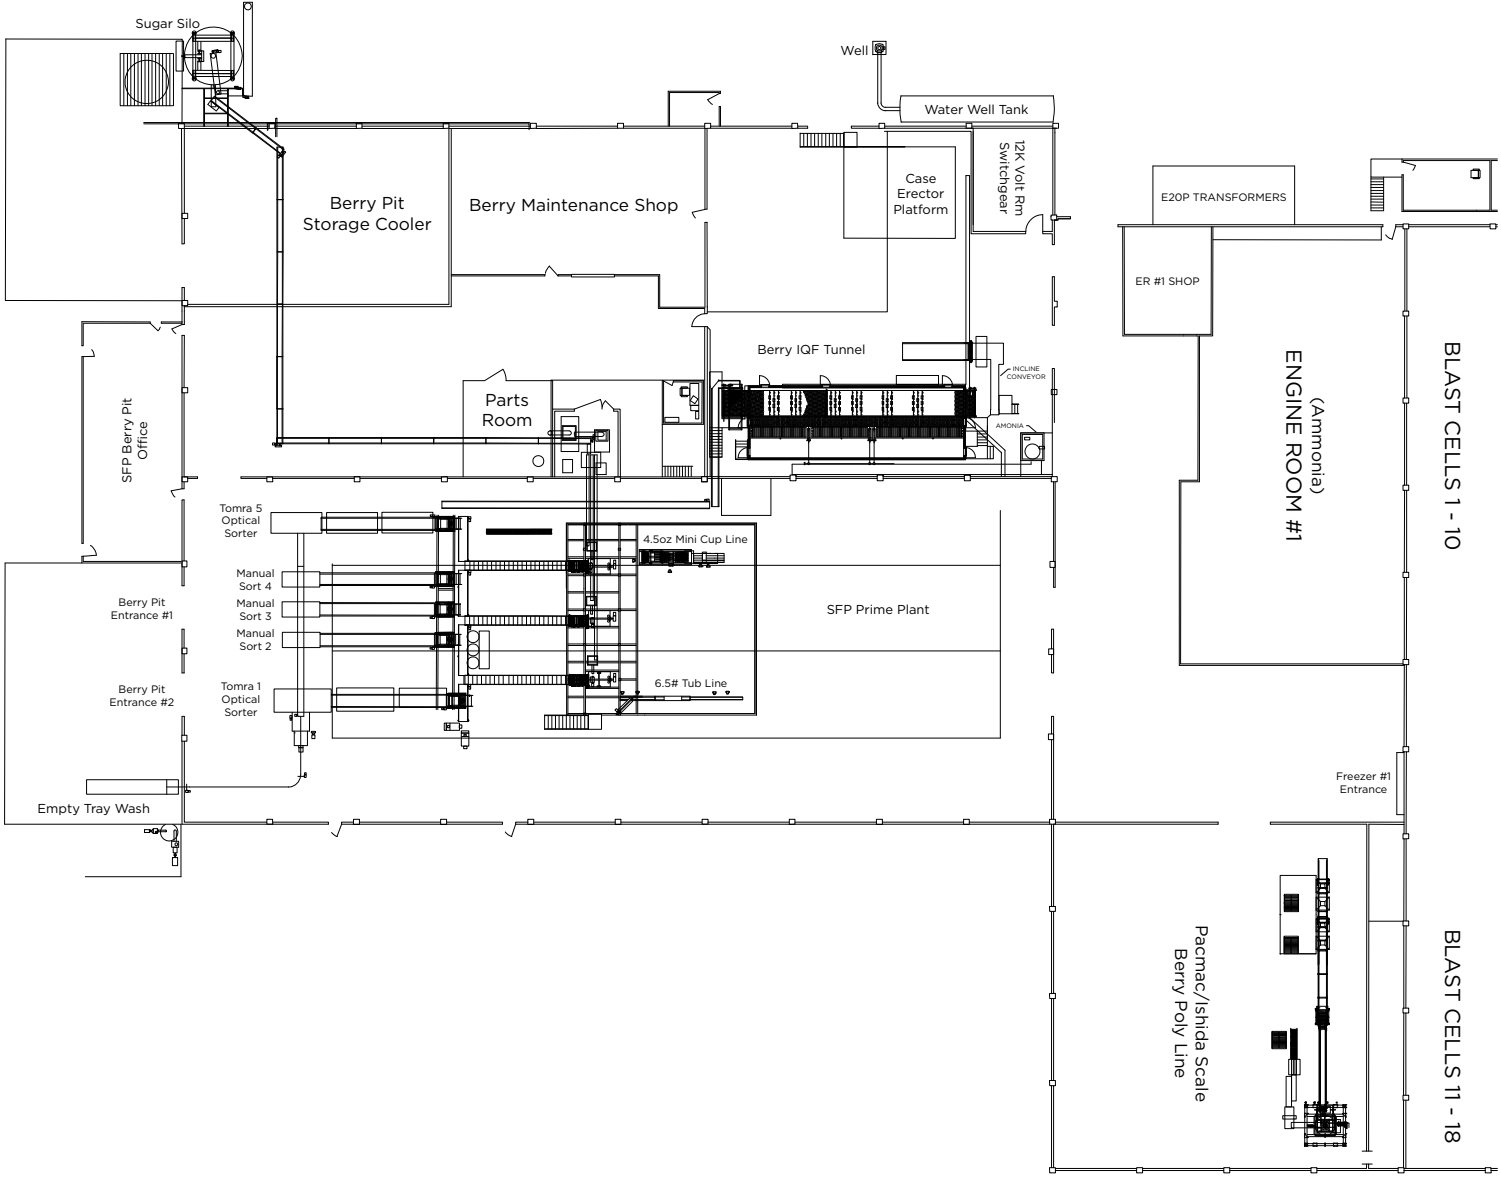 Sugar Silo
Well
Water Well Tank
12K Volt Rm
Switchgear
Case
Erector
Platform
Berry Pit
Storage Cooler
Berry Maintenance Shop
E20P TRANSFORMERS
ER #1 SHOP
Berry IQF Tunnel
INCLINE
CONVEYOR
AMONIA
Parts
Room
SFP Berry Pit
Office
(Ammonia)
ENGINE ROOM #1
BLAST CELLS 1 - 10
Tomra 5
Optical
Sorter
4.5oz Mini Cup Line
Manual
Sort 4
Manual
Sort 3
Manual
Sort 2
Berry Pit
Entrance #1
SFP Prime Plant
Berry Pit
Entrance #2
Tomra 1
Optical
Sorter
6.5# Tub Line
Empty Tray Wash
Freezer #1
Entrance
Pacmac/Ishida Scale
Berry Poly Line
BLAST CELLS 11 - 18